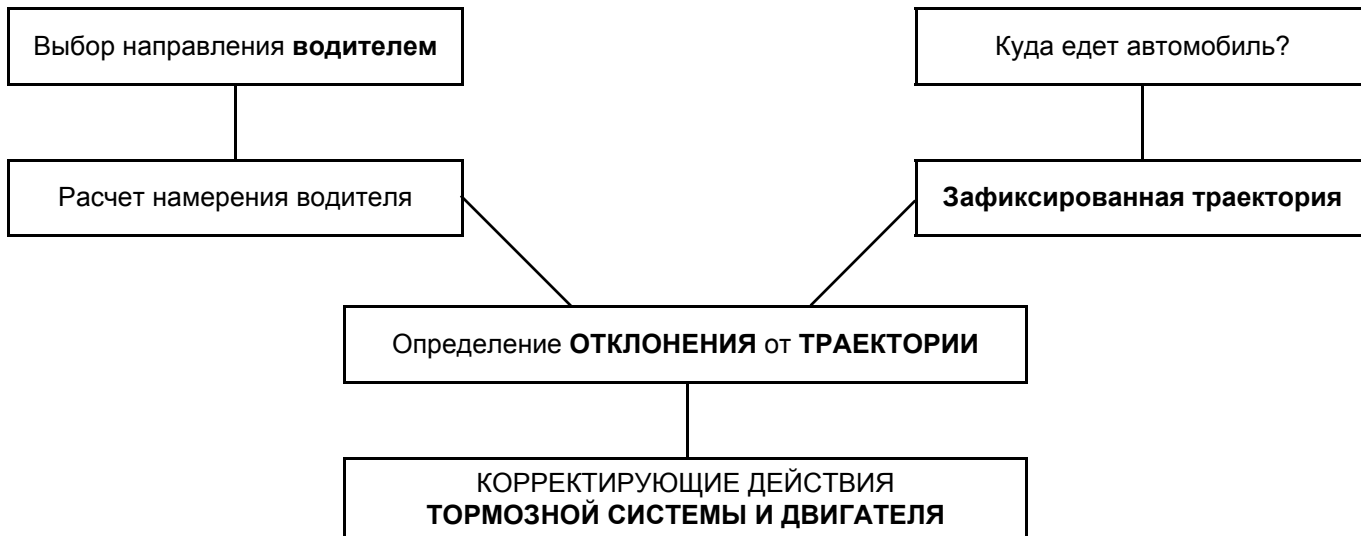 Выбор направления водителем
Куда едет автомобиль?
Расчет намерения водителя
Зафиксированная траектория
Определение ОТКЛОНЕНИЯ от ТРАЕКТОРИИ
КОРРЕКТИРУЮЩИЕ ДЕЙСТВИЯ
ТОРМОЗНОЙ СИСТЕМЫ И ДВИГАТЕЛЯ